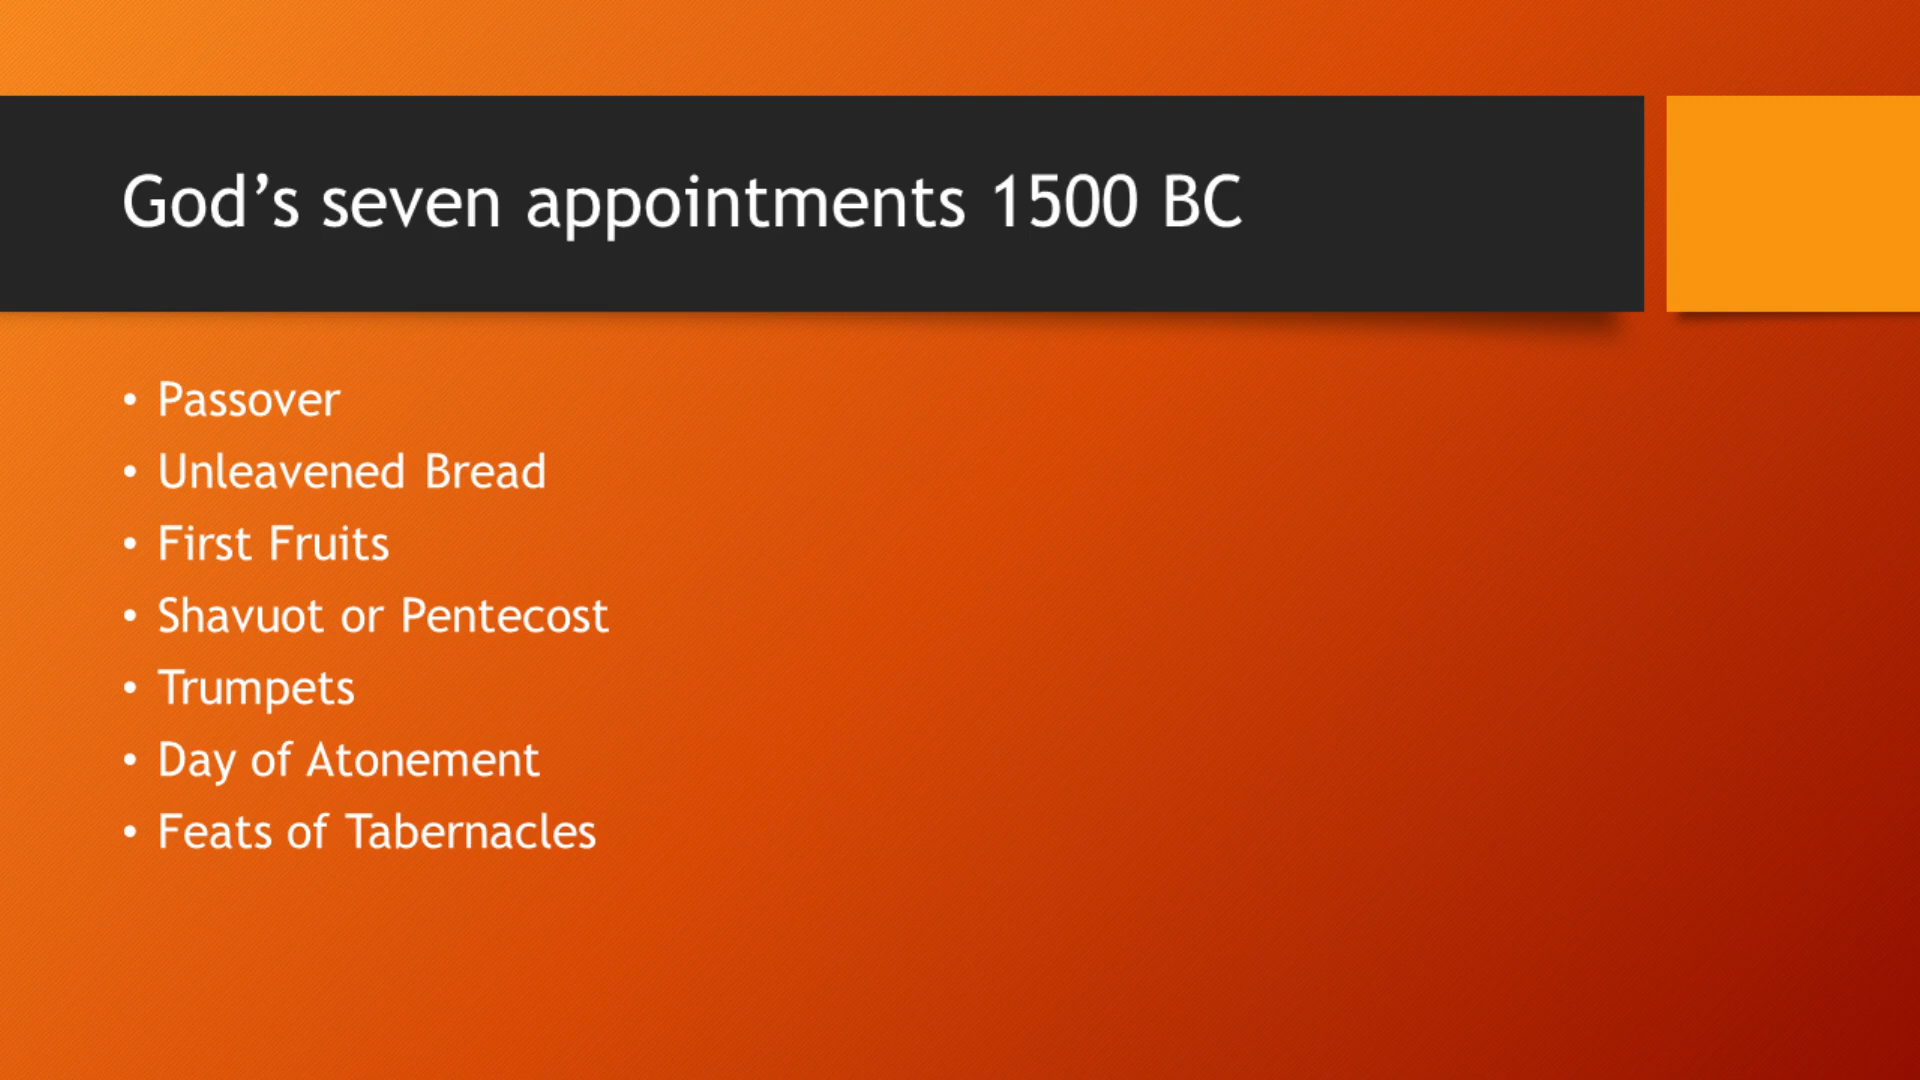 God’s seven appointments 1500 BC
• Passover
• Unleavened Bread
• First Fruits
• Shavuot or Pentecost
• Trumpets
• Day of Atonement
• Feats of Tabernacles